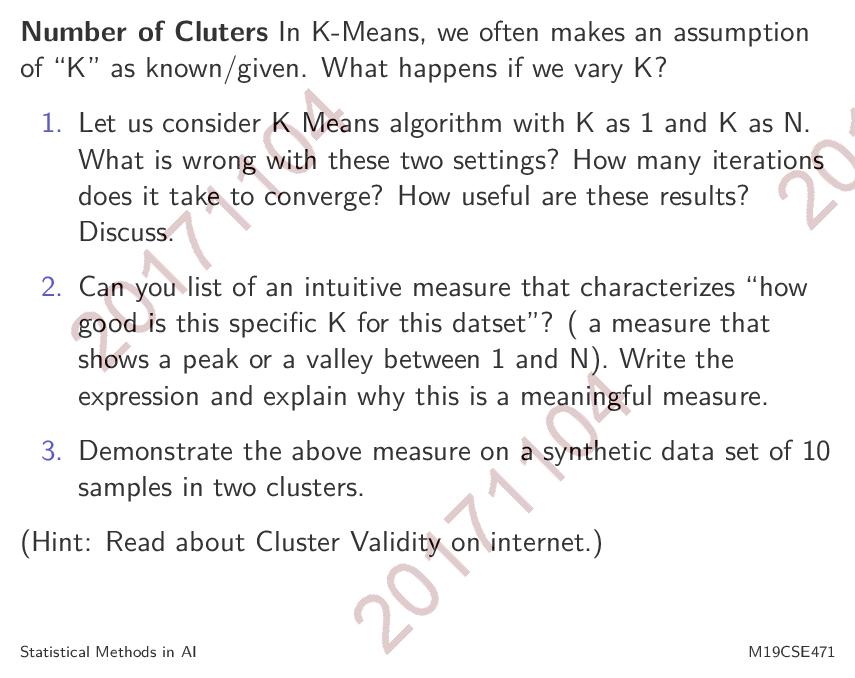 Number of Cluters In K-Means, we often makes an assumption
of “K” as known/given. What happens if we vary K?
1. Let us consider K Means algorithm with K as 1 and K as N.
What is wrong with these two settings? How many iterations
does it take to converge? How useful are these results?
Discuss.
2. Can you list of an intuitive measure that characterizes “how
good is this specific K for this datset”? ( a measure that
shows a peak or a valley between 1 and N). Write the
expression and explain why this is a meaningful measure.
3. Demonstrate the above measure on a synthetic data set of 10
samples in two clusters.
(Hint: Read about Cluster Validity on internet.)
Statistical Methods in AI
M19CSE471
20171104
20171104
201